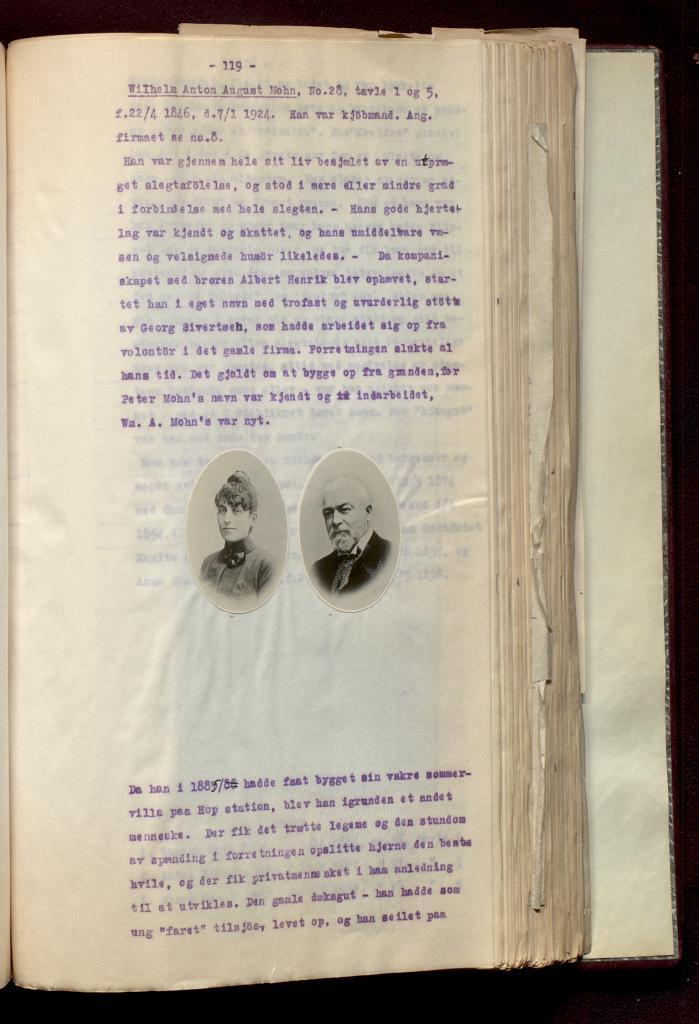 - 119 -
Wilhelm Anton August Mohn, No.28, tavle 1 og 5,
f.22/4 1846, d.7/1 1924. Han var kjöbmand. Ang.
firmaet se no.8.
Han var gjennem hele sit liv besjælet av en utpræ-
get slegtsfölelse, og stod i mere eller mindre grad
i forbindelse med hele slegten. - Hans gode hjerte-
lag var kjendt og skattet, og hans umiddelbare væ-
sen og velsignede humör likeledes. - Da kompani-
skapet med broren Albert Henrik blev ophævet, star-
tet han i eget navn med trofast og uvurderlig stötte
av Georg Sivertsen, som hadde arbeidet sig op fra
volontör i det gamle firma. Forretningen slukte al
hans tid. Det gjaldt om at bygge op fra grunden, for
Peter Mohn's navn var kjendt og indarbeidet,
Wm. A. Mohn's var nyt.
Da han i 1885/ hadde faat bygget sin vakre sommer-
villa paa Hop station, blev han igrunden et andet
menneske. Der fik det trætte legeme og den stundom
av spænding i forretningen opslitte hjerne den beste
hvile, og der fik privatmennesket i ham anledning
til at utvikles. Den gamle dæksgut - han hadde som
ung "faret" tilsjös, levet op, og han seilet paa